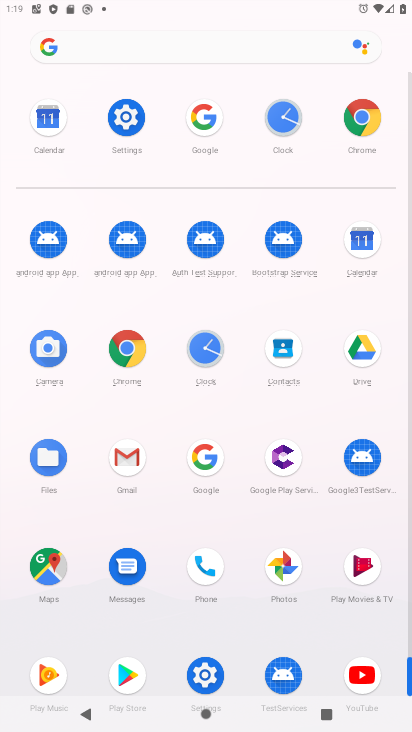 1:19
Calendar Settings Google Clock Chrome
android app App. android app App. Auth Test Suppor. Bootstrap Service Calendar
Camera Chrome Clock Contacts Drive
Files Gmail Google Google Play Servi... Google3TestServ...
Maps Messages Phone Photos Play Movies & TV
Play Music Play Store Settings TestServices YouTube